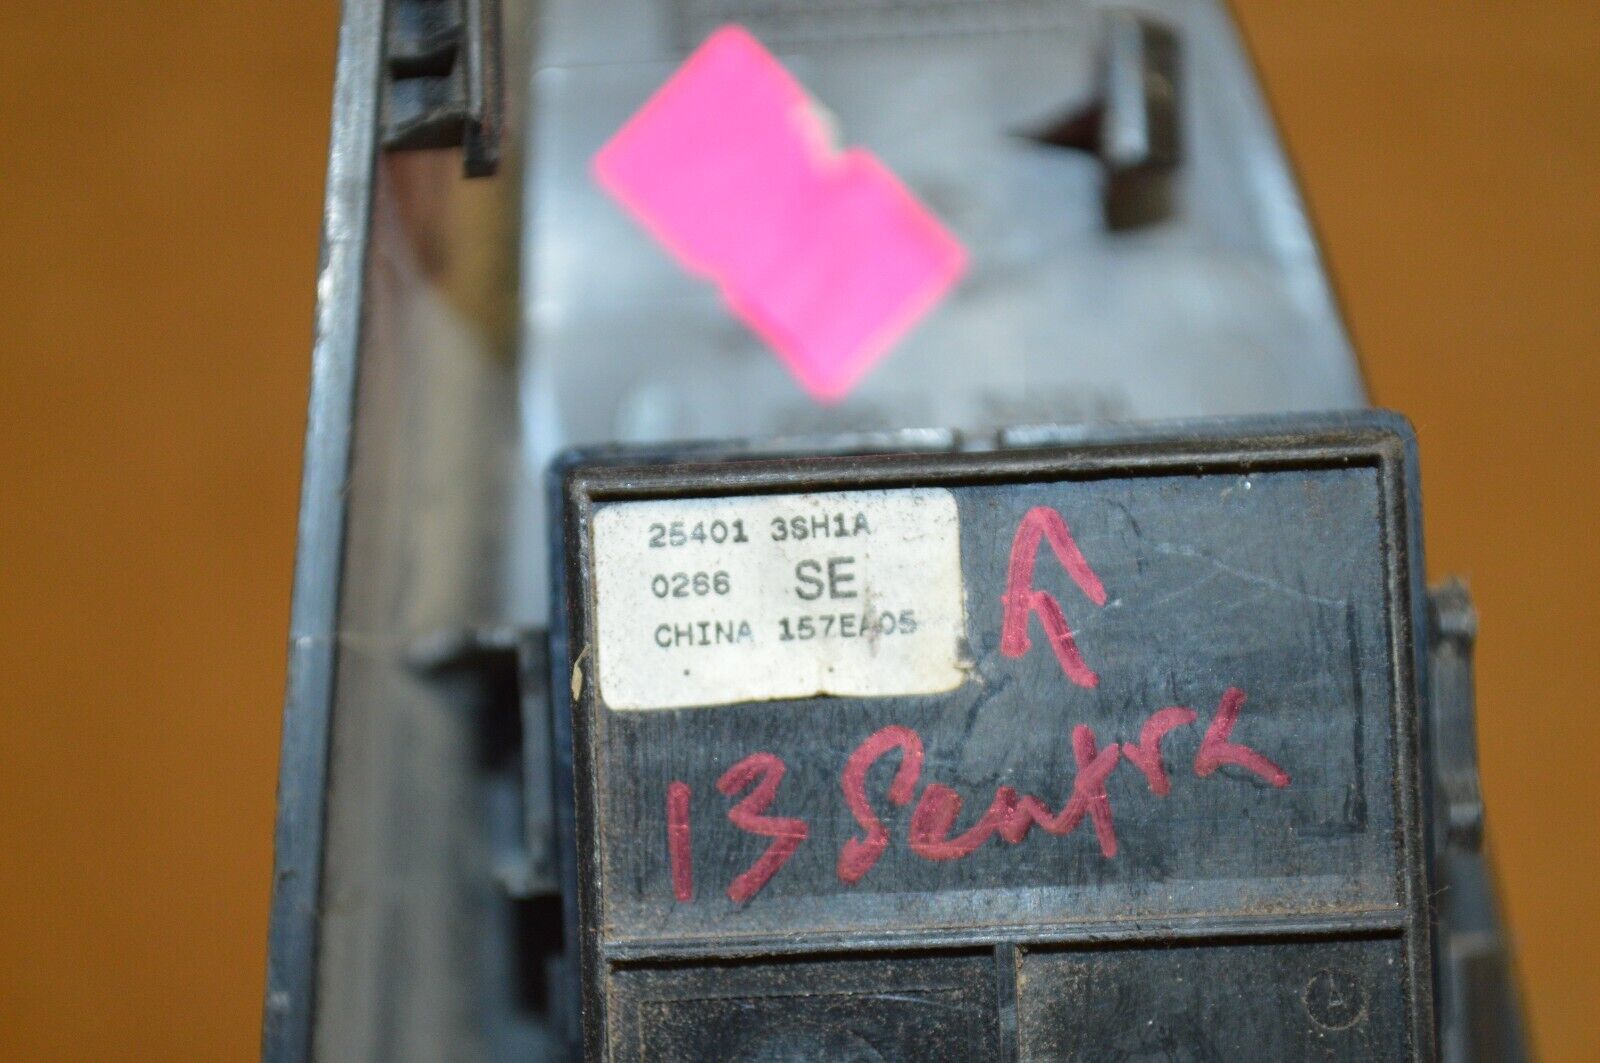 25401 3SH1A
0266 SE
CHINA 157EA05
13 Sentra
A